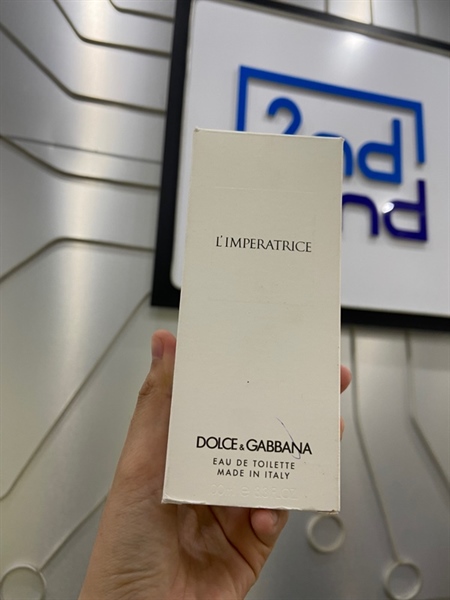 2nd
nd
L'IMPERATRICE
DOLCE & GABBANA
EAU DE TOILETTE
MADE IN ITALY